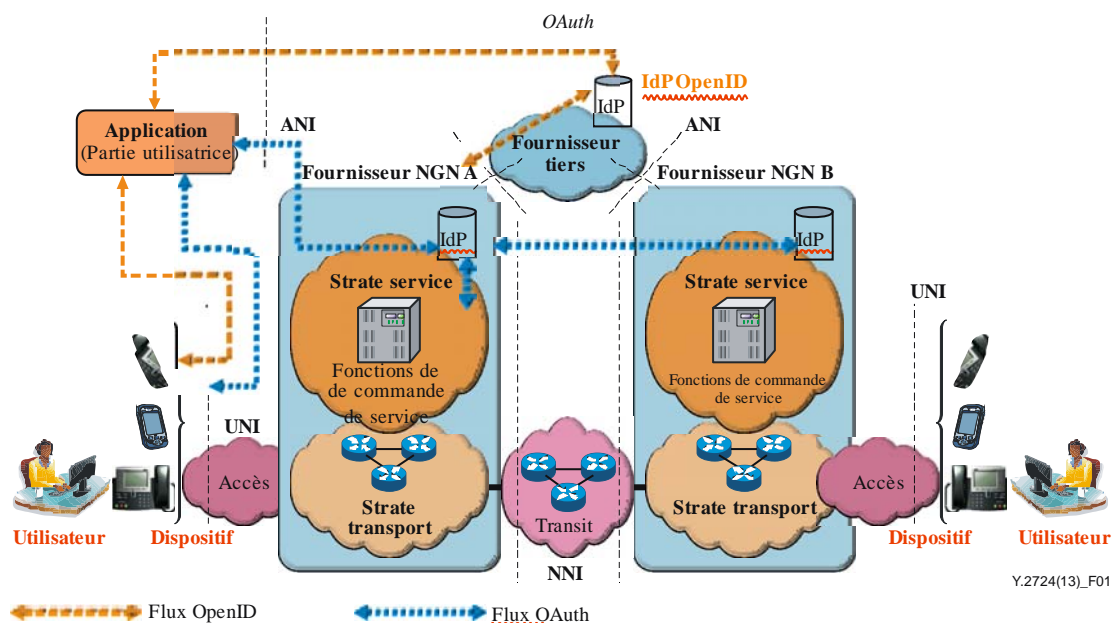 OAuth
IdP OpenID
IdP
Application
(Partie utilisatrice)
ANI
ANI
Fournisseur
tiers
Fournisseur NGN A
Fournisseur NGN B
IdP
IdP
Strate service
Strate service
UNI
Fonctions de
de commande
de service
Fonctions de commande
de service
UNI
Accès
Accès
Strate
transport
Transit
Strate transport
Utilisateur
Dispositif
Dispositif
Utilisateur
NNI
Y.2724(13)_F01
Flux OpenID
Flux OAuth